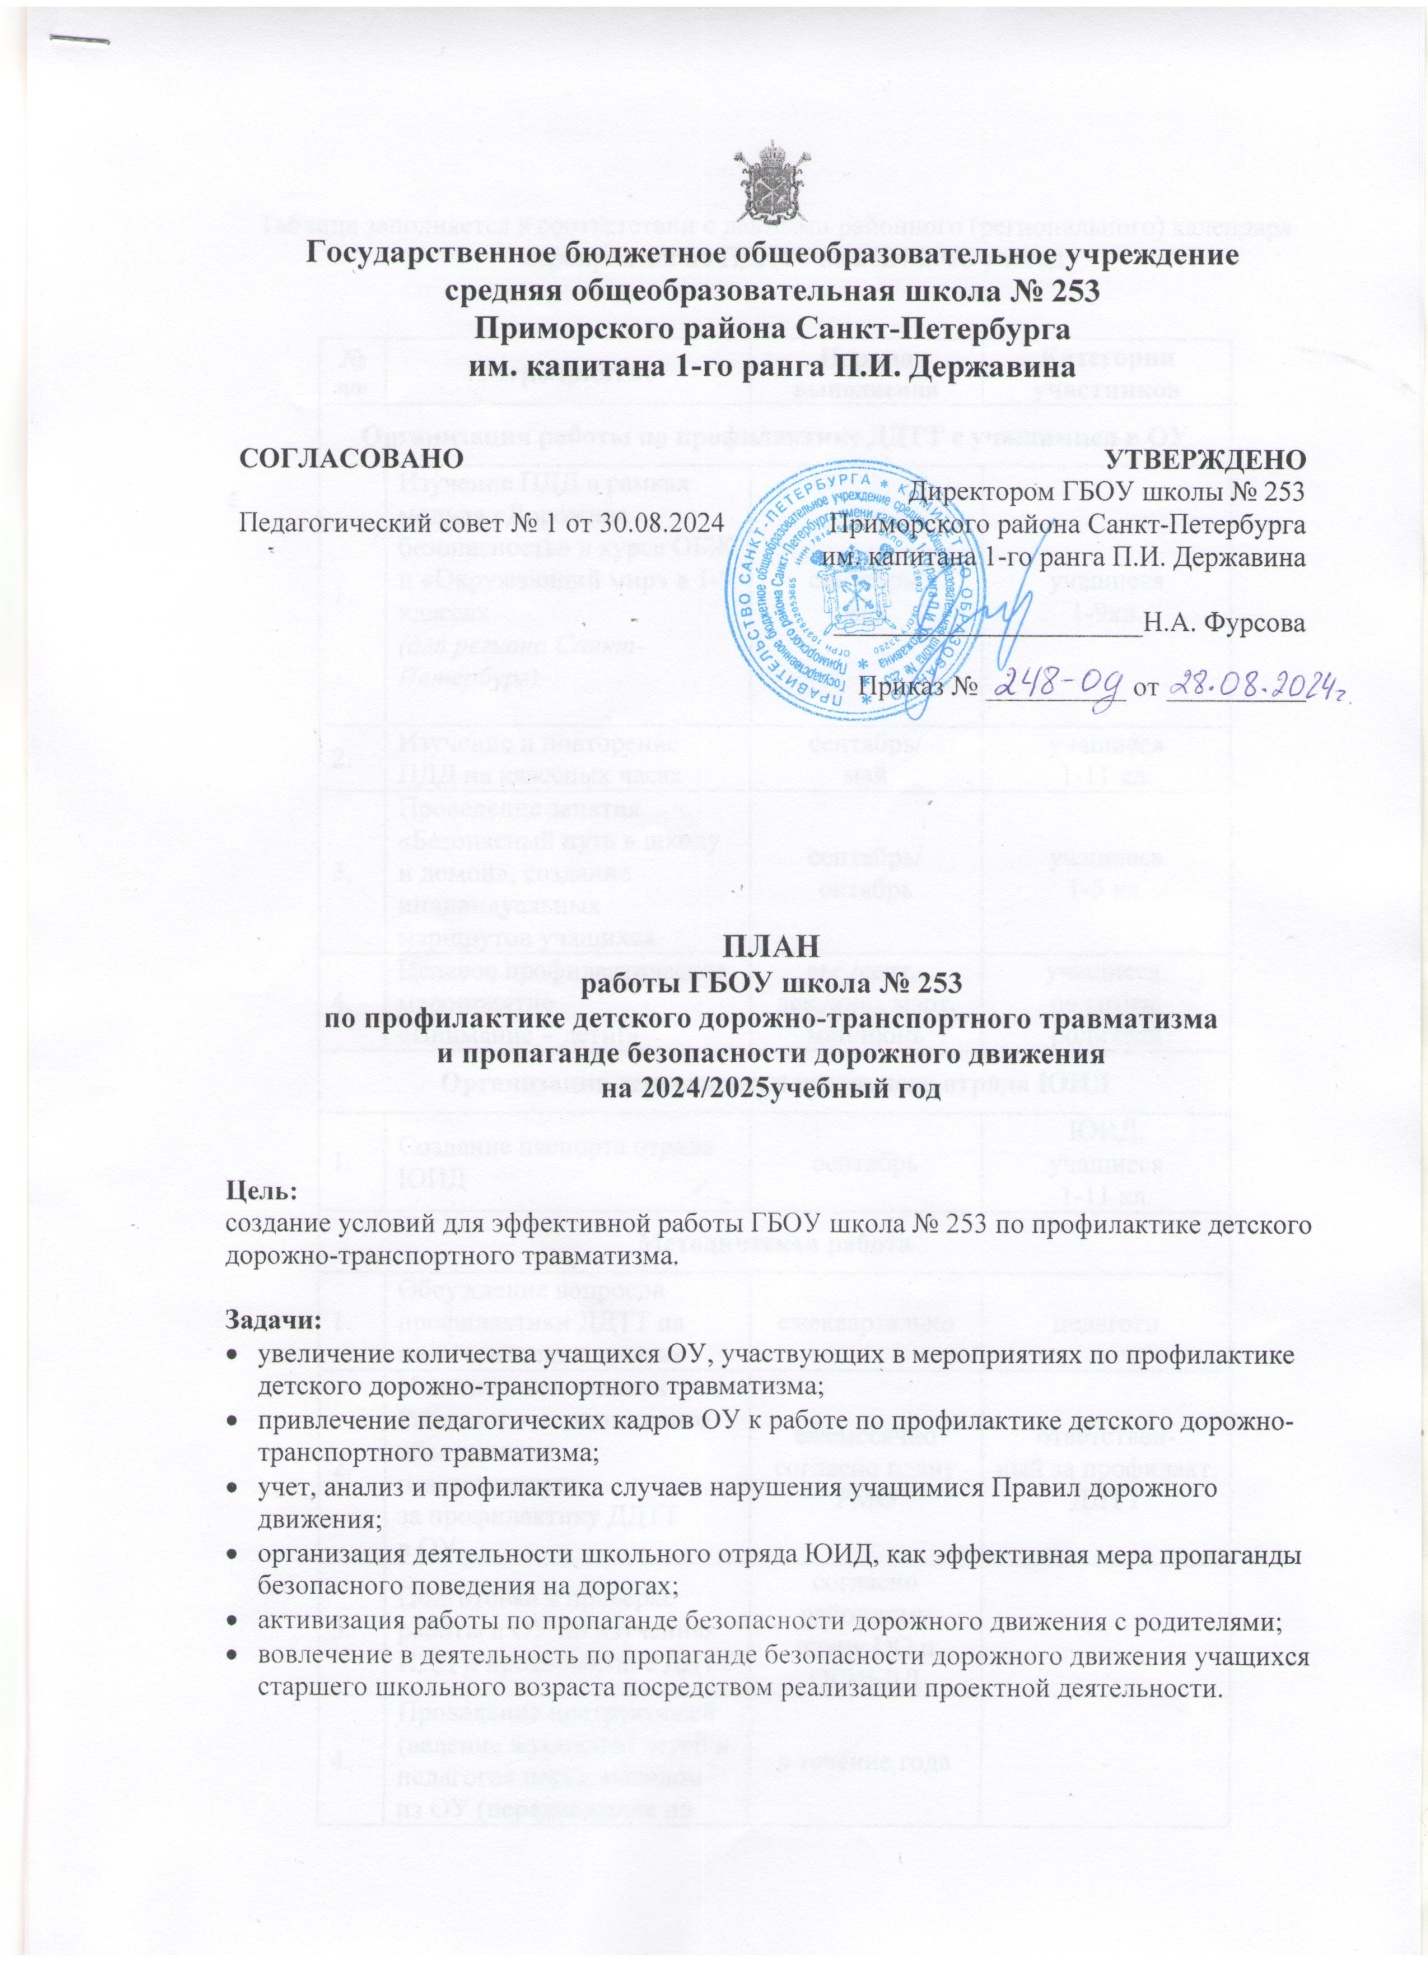 Государственное бюджетное общеобразовательное учреждение
средняя общеобразовательная школа № 253
Приморского района Санкт-Петербурга
им. капитана 1-го ранга П.И. Державина
СОГЛАСОВАНО
Педагогический совет № 1 от 30.08.2024
УТВЕРЖДЕНО
Директором ГБОУ школы № 253
Приморского района Санкт-Петербурга
им. капитана 1-го ранга П.И. Державина
Н.А. Фурсова
Приказ № 248-од от 28.08.2024г.
ПРАВИТЕЛЬСТВО САНКТ-ПЕТЕРБУРГА * КОМИТЕТ ПО ОБРАЗОВАНИЮ
ПЛАН
работы ГБОУ школа № 253
по профилактике детского дорожно-транспортного травматизма
и пропаганде безопасности дорожного движения
на 2024/2025учебный год
Цель:
создание условий для эффективной работы ГБОУ школа № 253 по профилактике детского
дорожно-транспортного травматизма.
Задачи:
• увеличение количества учащихся ОУ, участвующих в мероприятиях по профилактике
детского дорожно-транспортного травматизма;
• привлечение педагогических кадров ОУ к работе по профилактике детского дорожно-
транспортного травматизма;
• учет, анализ и профилактика случаев нарушения учащимися Правил дорожного
движения;
• организация деятельности школьного отряда ЮИД, как эффективная мера пропаганды
безопасного поведения на дорогах;
• активизация работы по пропаганде безопасности дорожного движения с родителями;
• вовлечение в деятельность по пропаганде безопасности дорожного движения учащихся
старшего школьного возраста посредством реализации проектной деятельности.